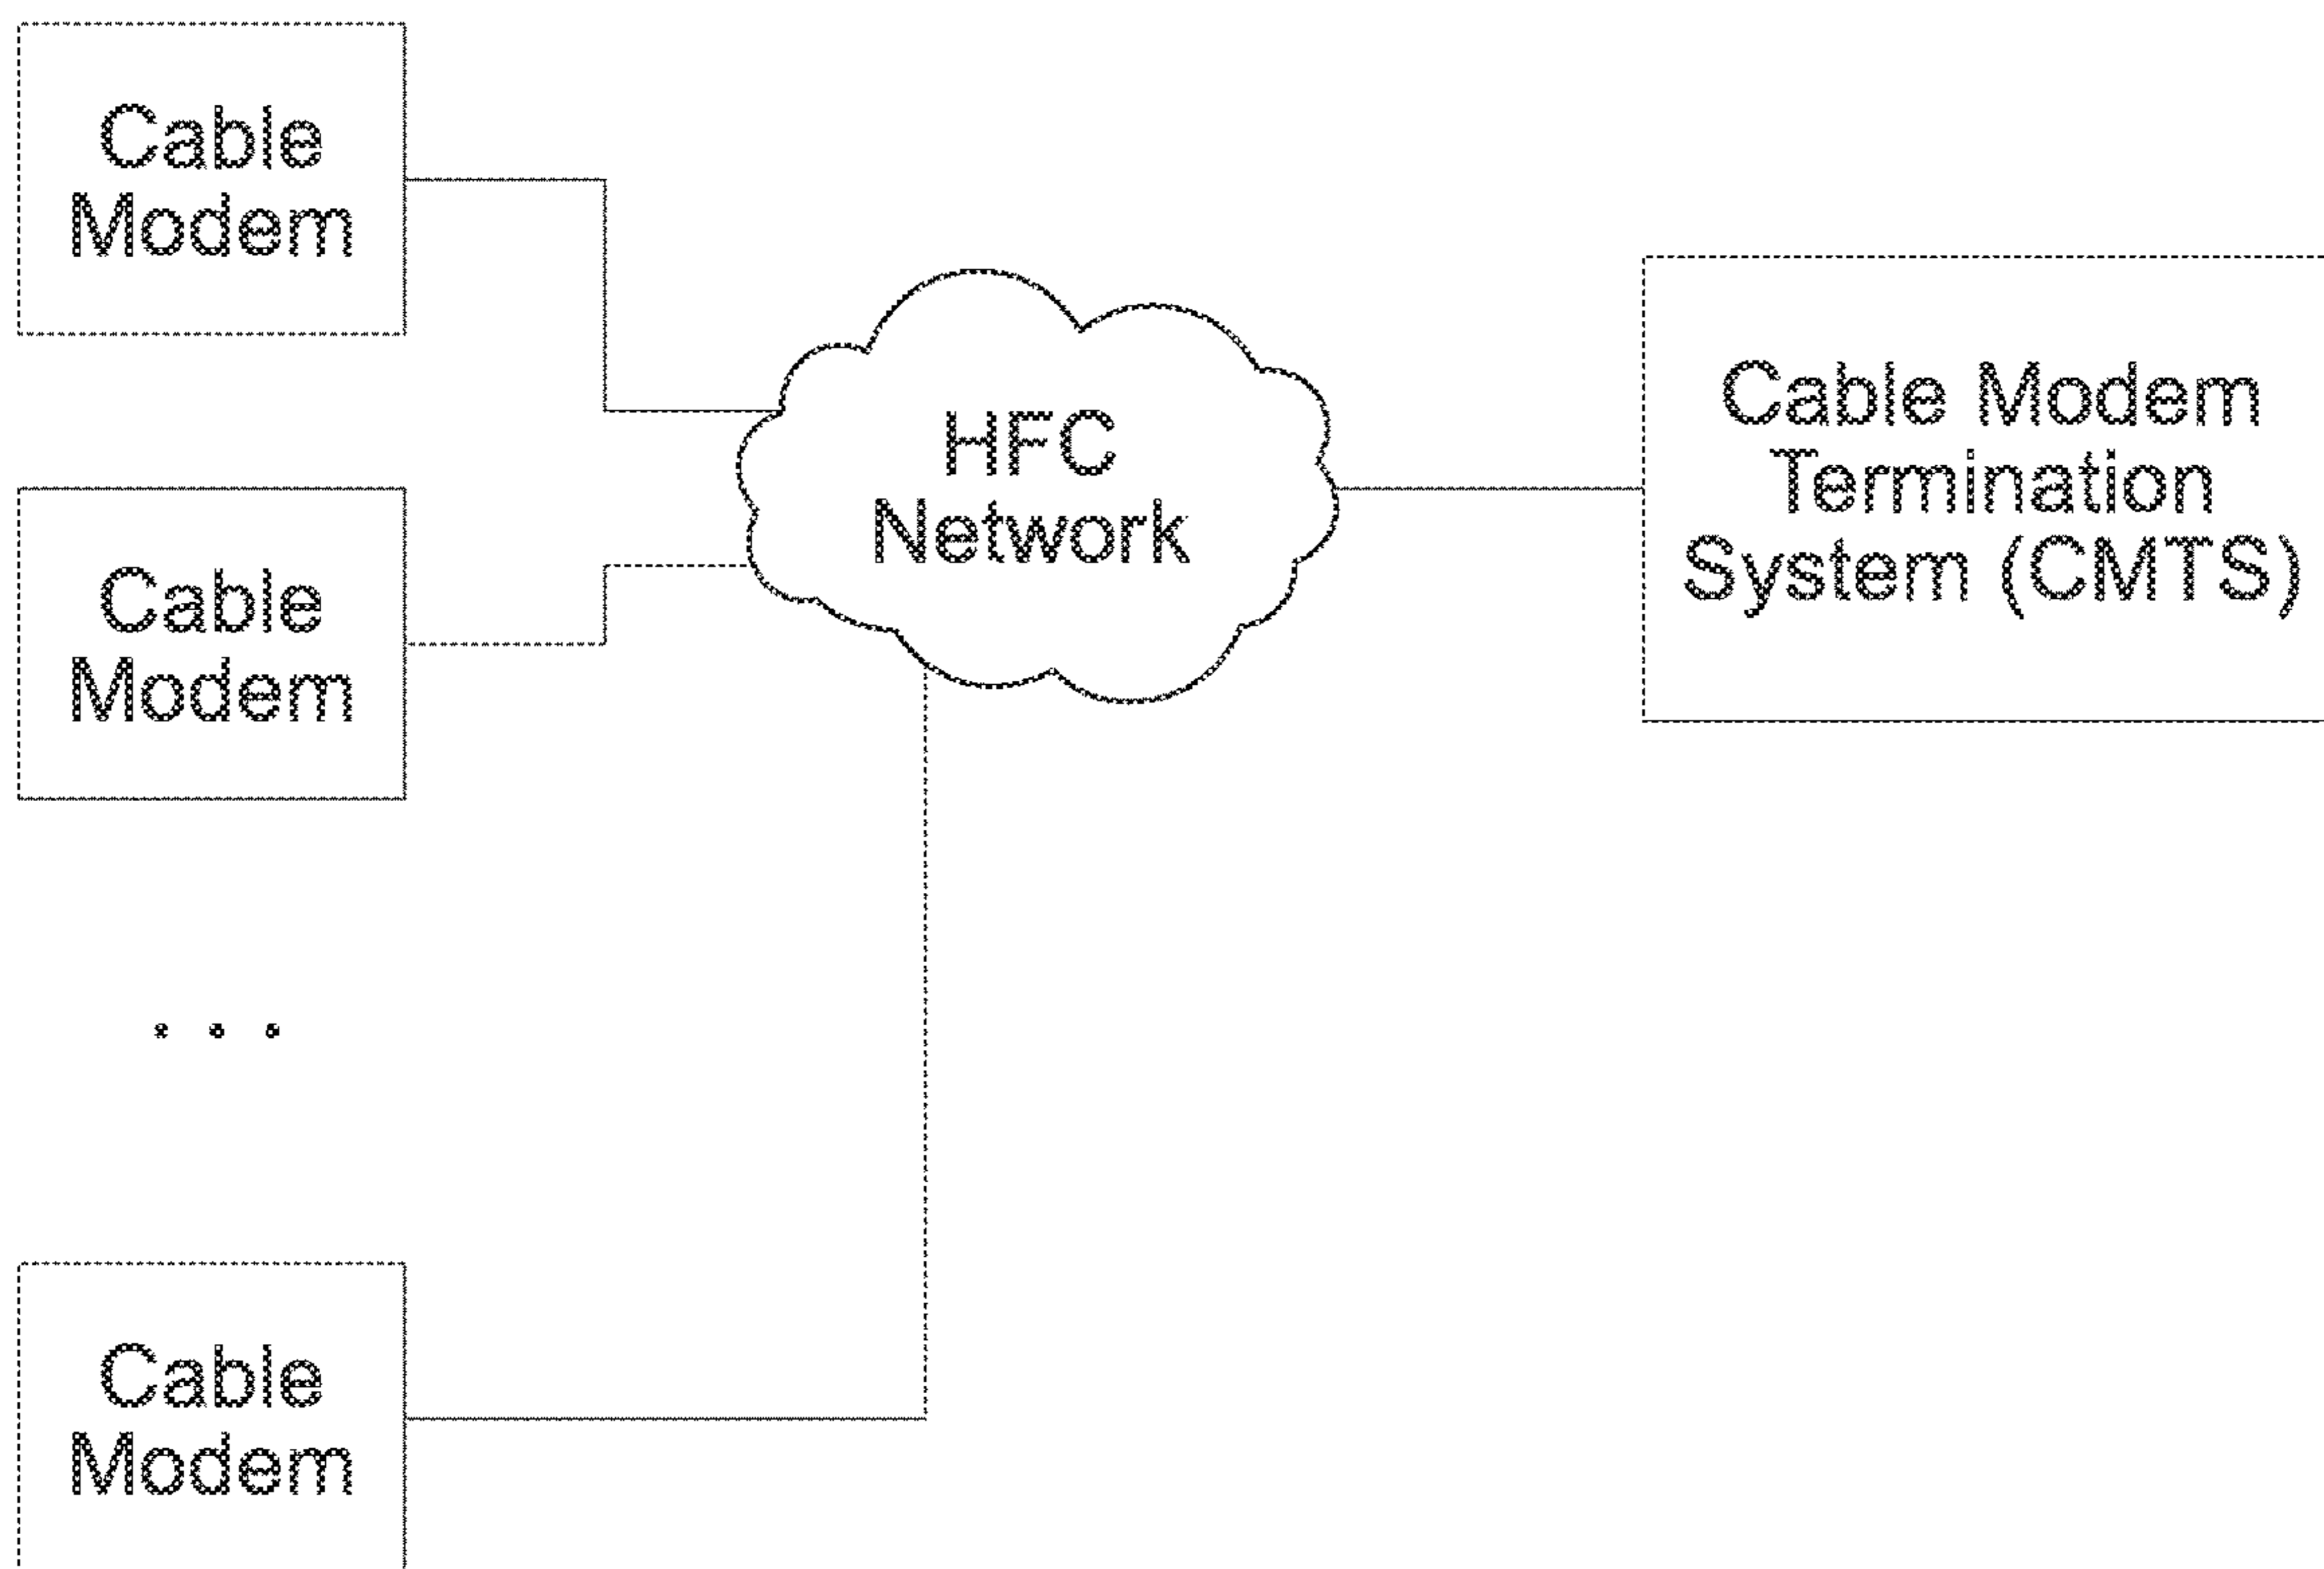 Cable
Modem
HFC
Network
Cable Modem
Termination
System (CMTS)
Cable
Modem
. . .
Cable
Modem